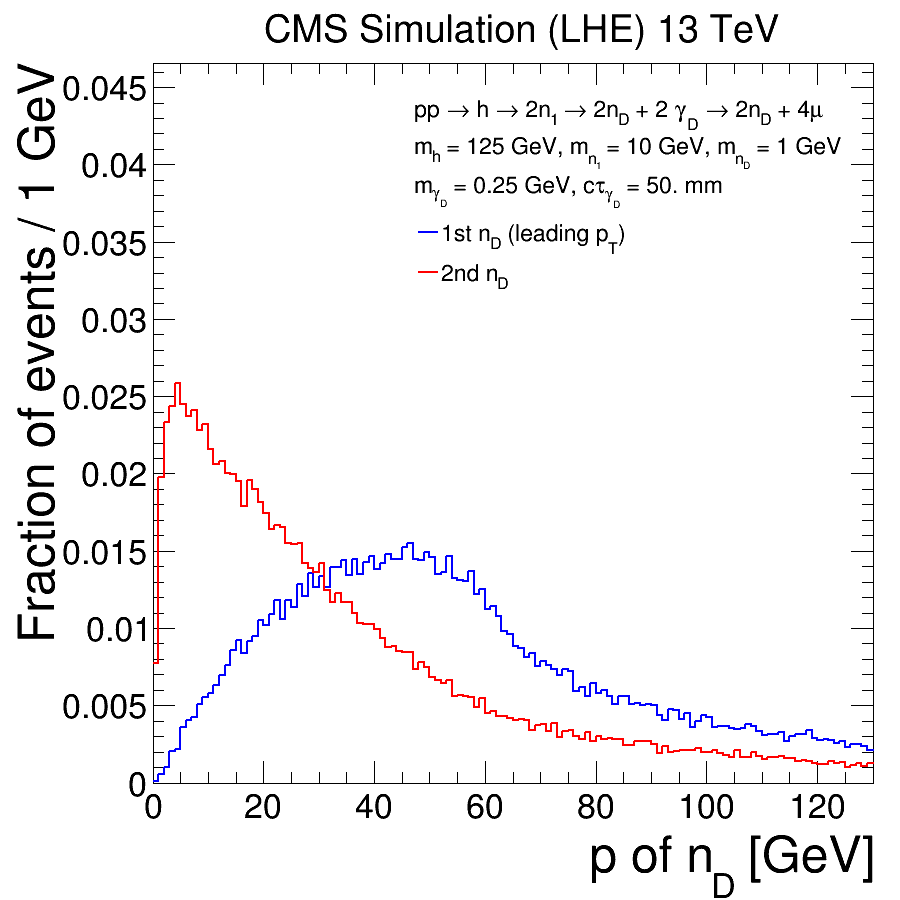 CMS Simulation (LHE) 13 TeV
pp → h → 2n1 → 2nD + 2 γD → 2nD + 4μ
mh = 125 GeV, mn1 = 10 GeV, mnD = 1 GeV
mγD = 0.25 GeV, cτγD = 50. mm
1st nD (leading pT)
2nd nD
Fraction of events / 1 GeV
0.045
0.04
0.035
0.03
0.025
0.02
0.015
0.01
0.005
0
0 20 40 60 80 100 120
p of nD [GeV]